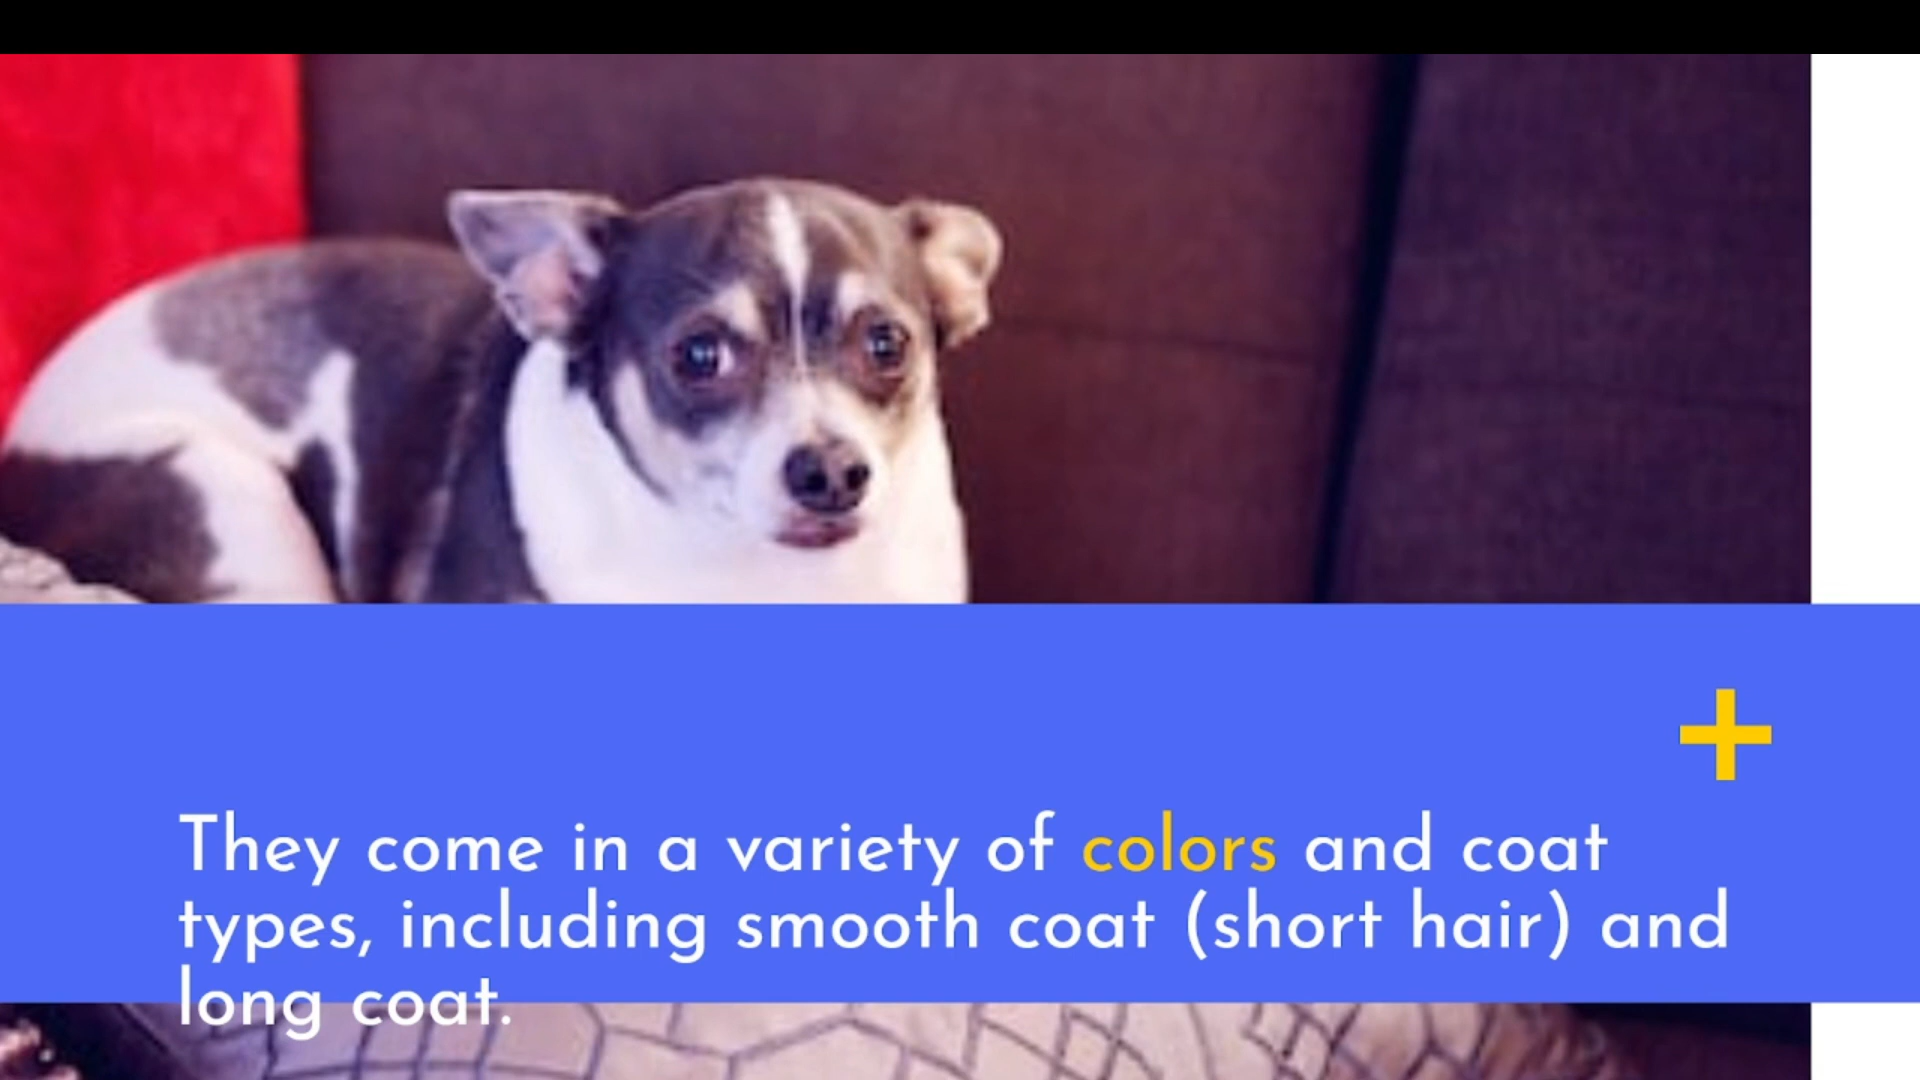 They come in a variety of colors and coat
types, including smooth coat (short hair) and
long coat.